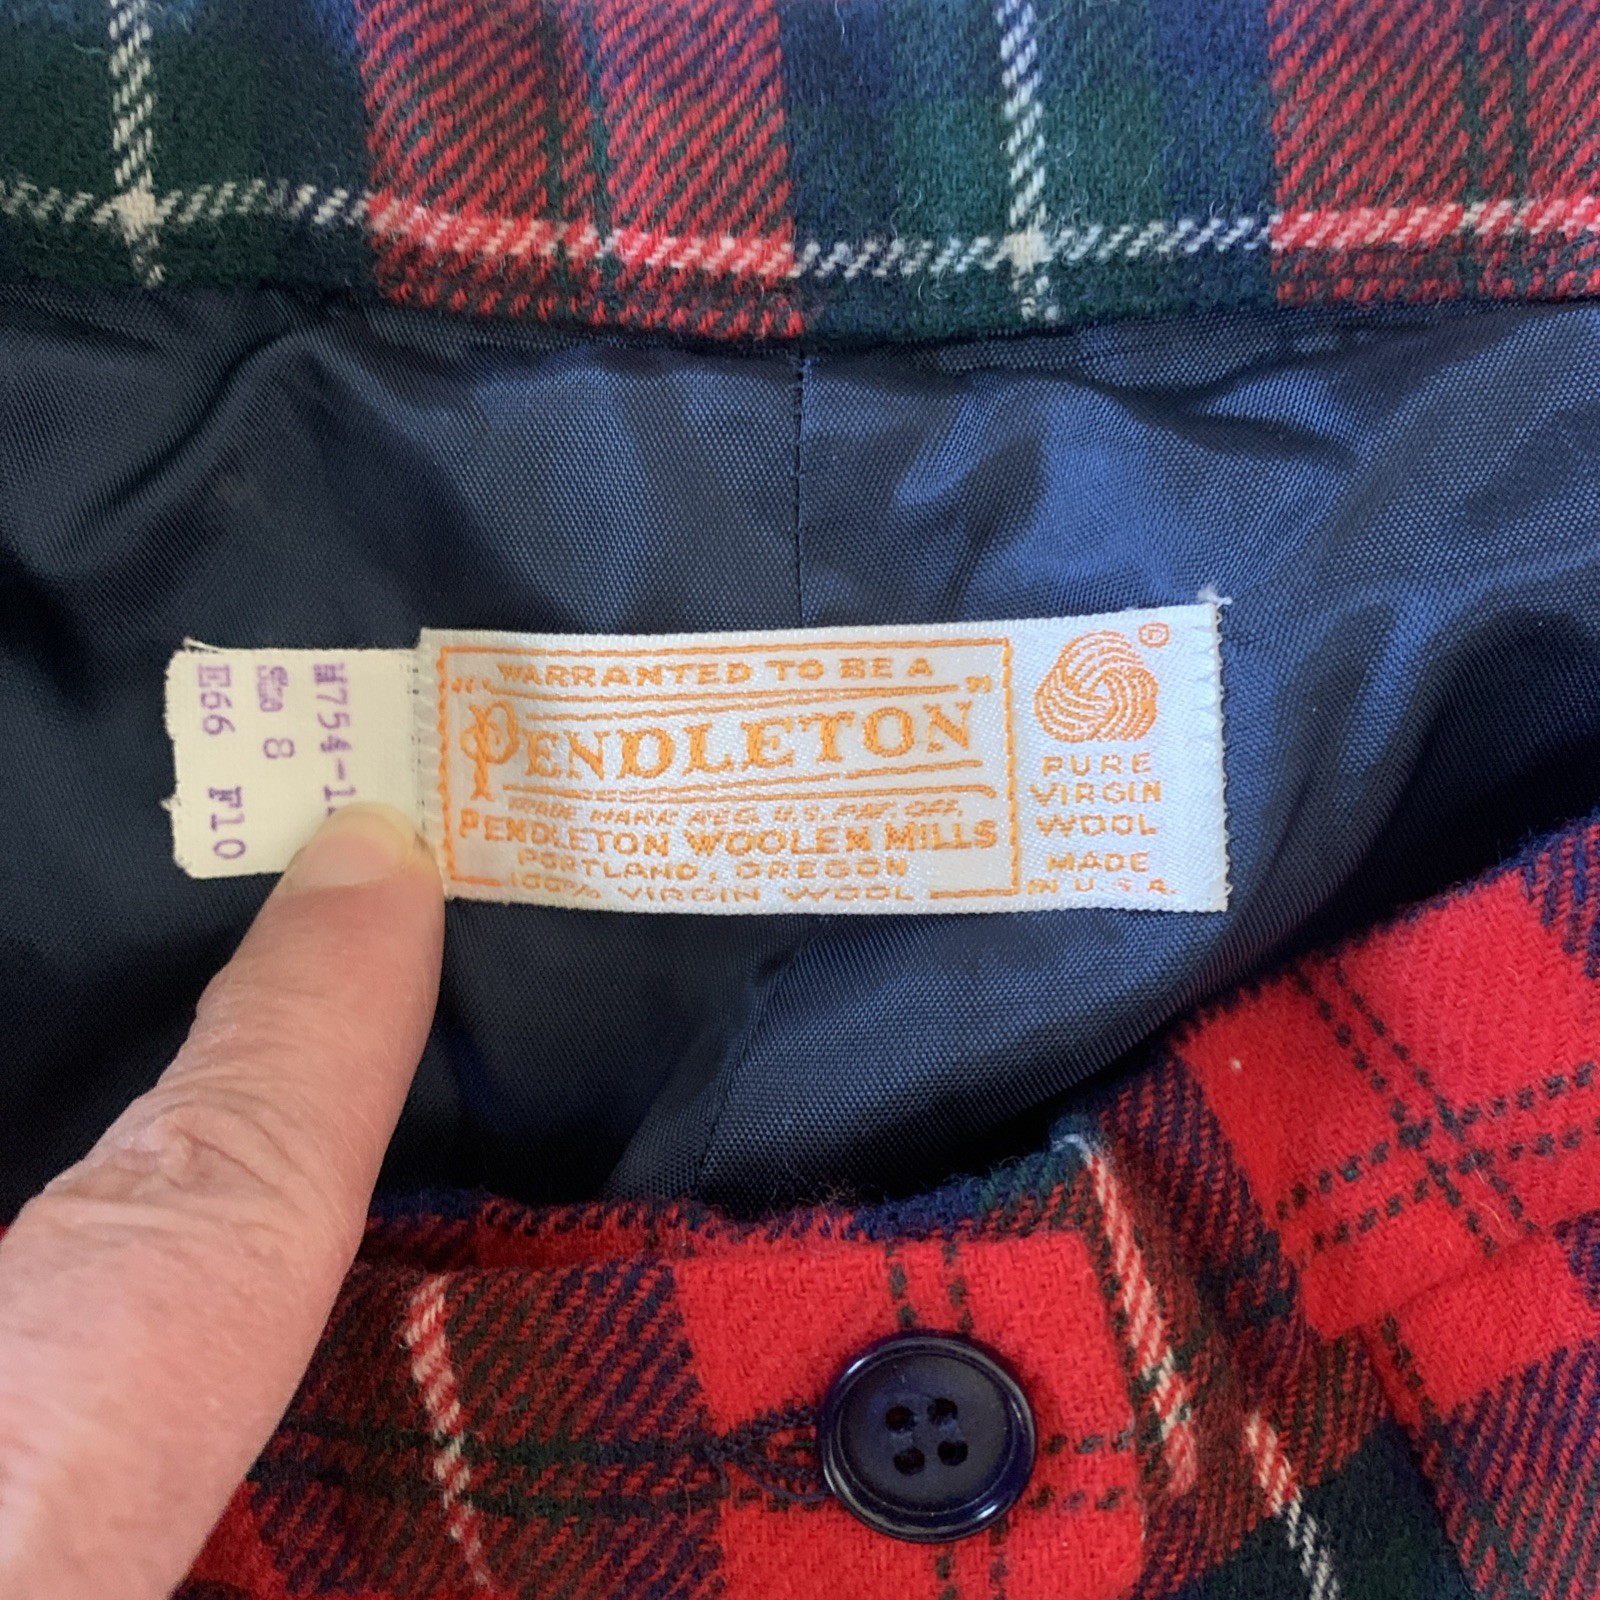 WARRANTED TO BE A
"PENDLETON"
TRADE MARK REG. U.S. PAT. OFF.
PENDLETON WOOLEN MILLS
PORTLAND, OREGON
100% VIRGIN WOOL
R
PURE
VIRGIN
WOOL
MADE
IN U.S.A.
8
E66 F10